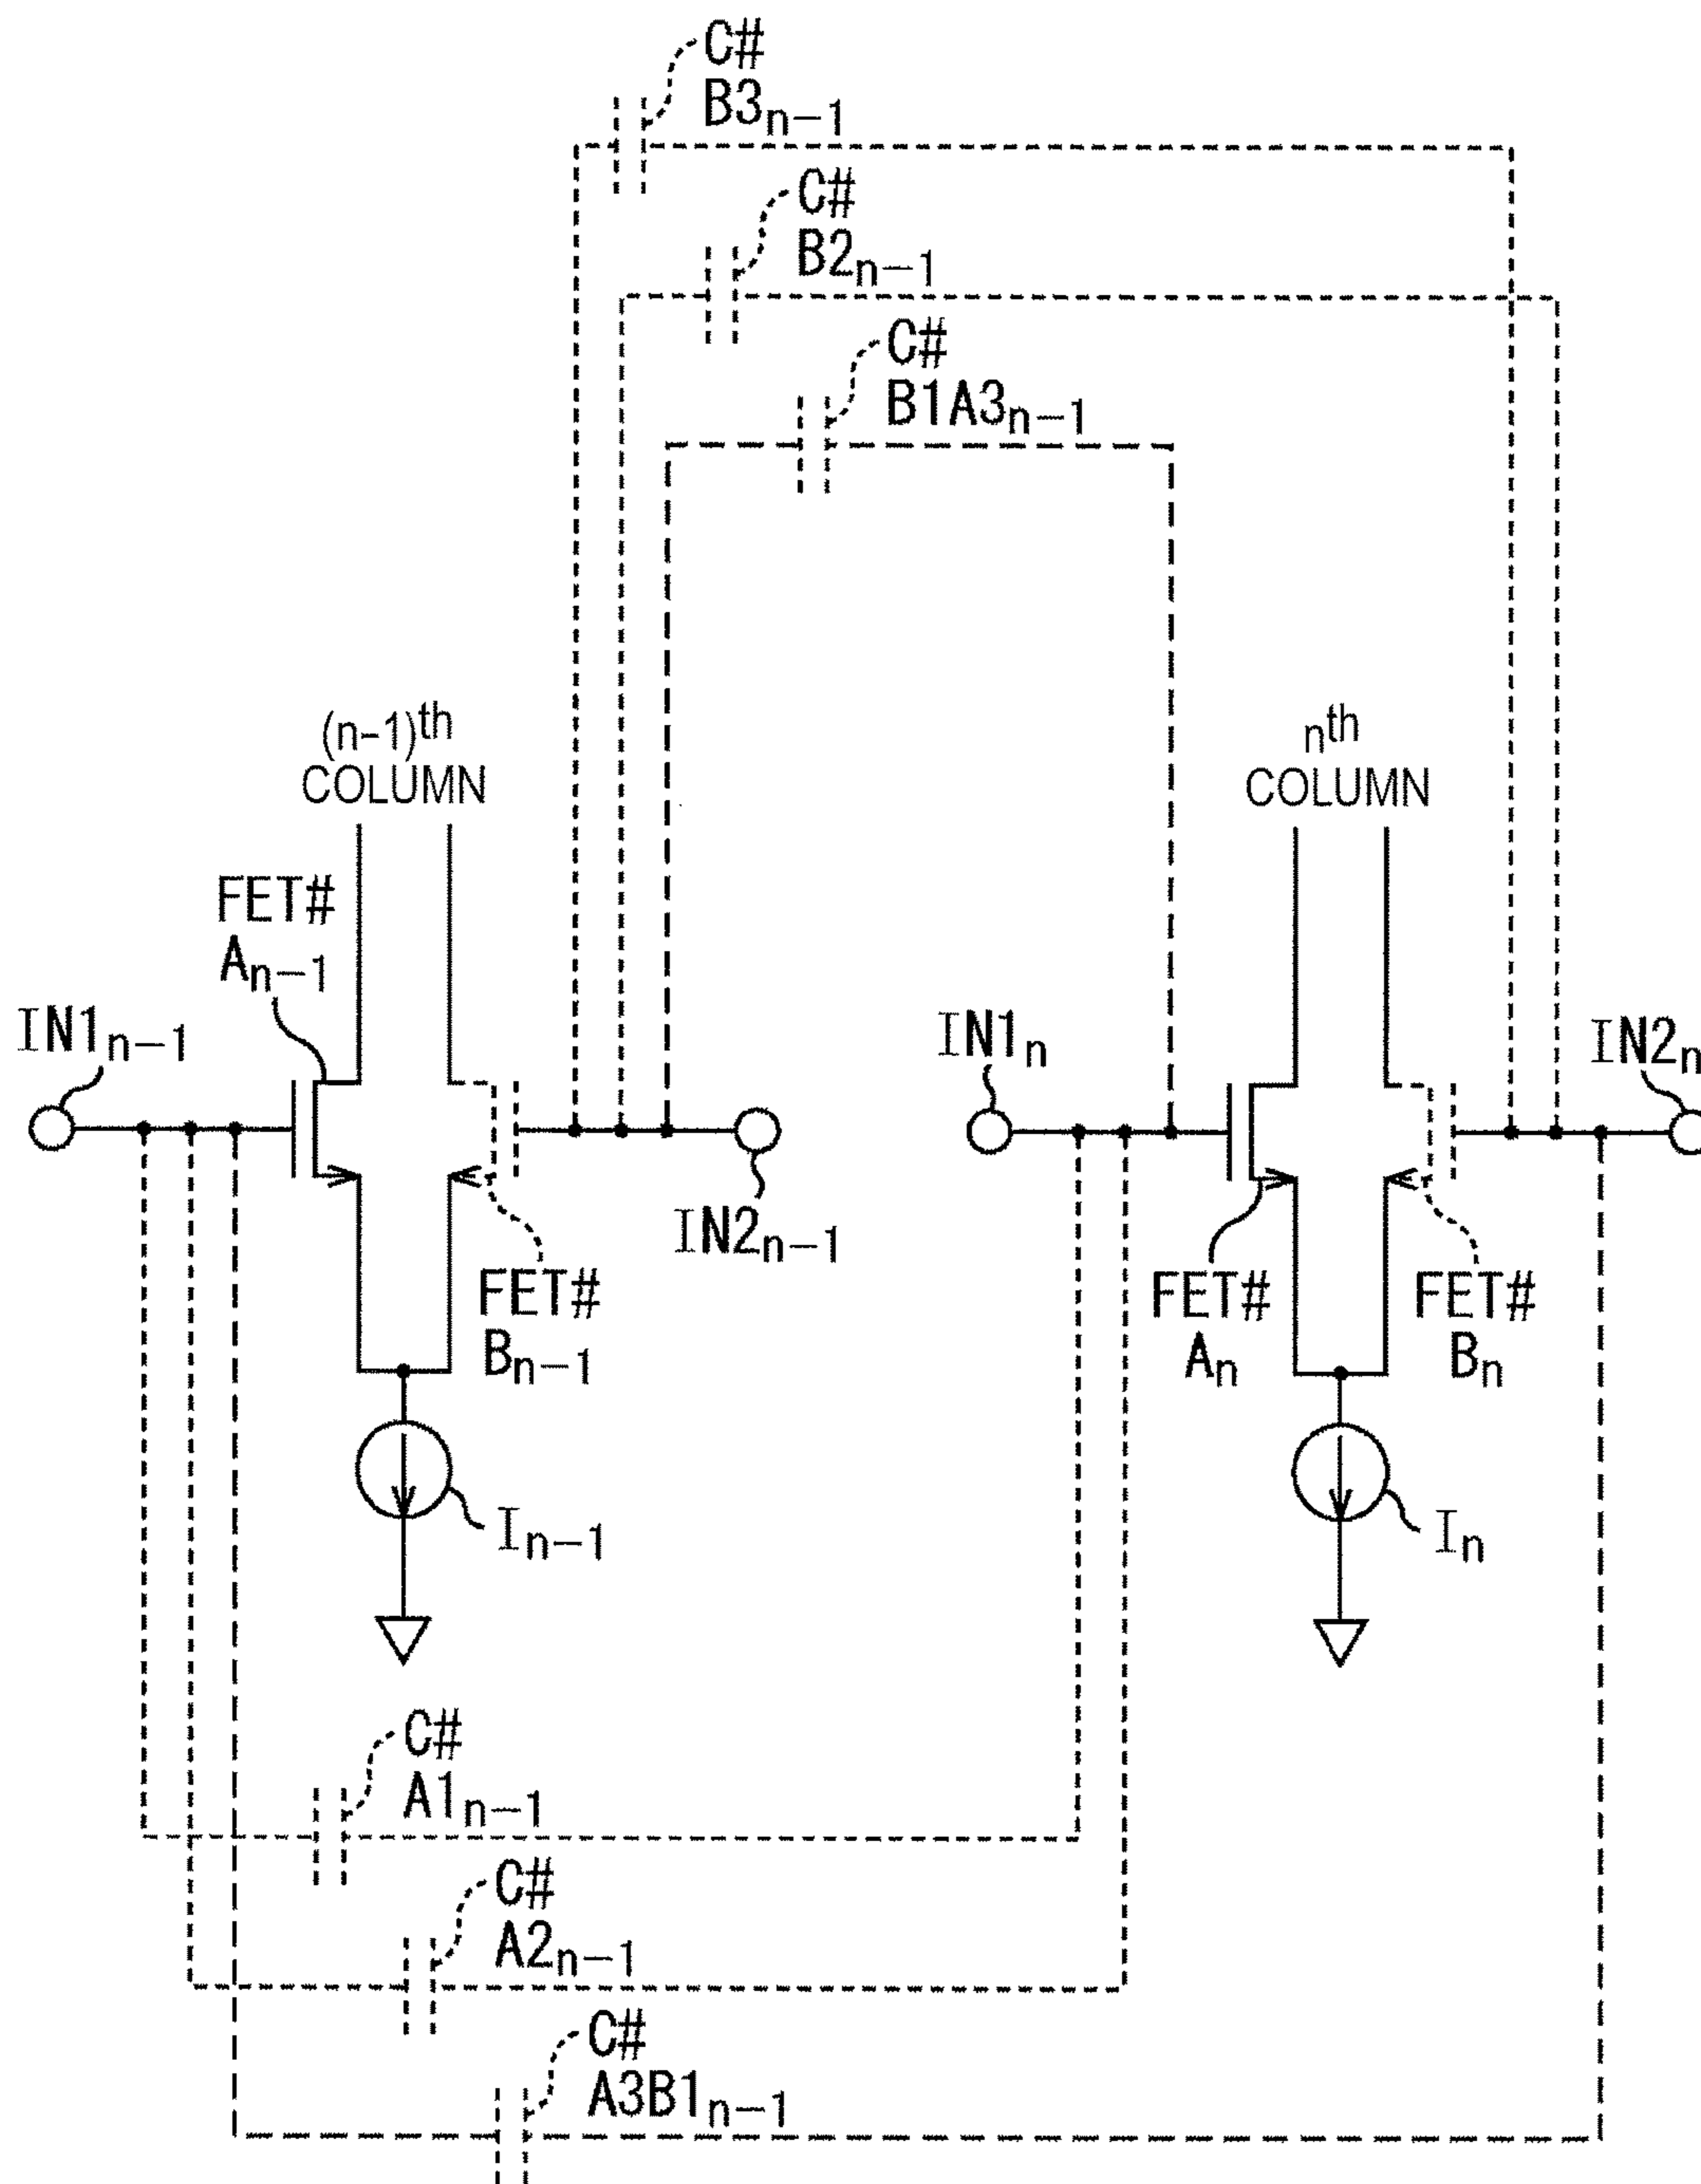 C#
B3n-1
C#
B2n-1
C#
B1A3n-1
(n-1)th
COLUMN
nth
COLUMN
FET#
An-1
IN1n-1
IN2n-1
IN1n
IN2n
FET#
Bn-1
FET#
An
FET#
Bn
In-1
In
C#
A1n-1
C#
A2n-1
C#
A3B1n-1